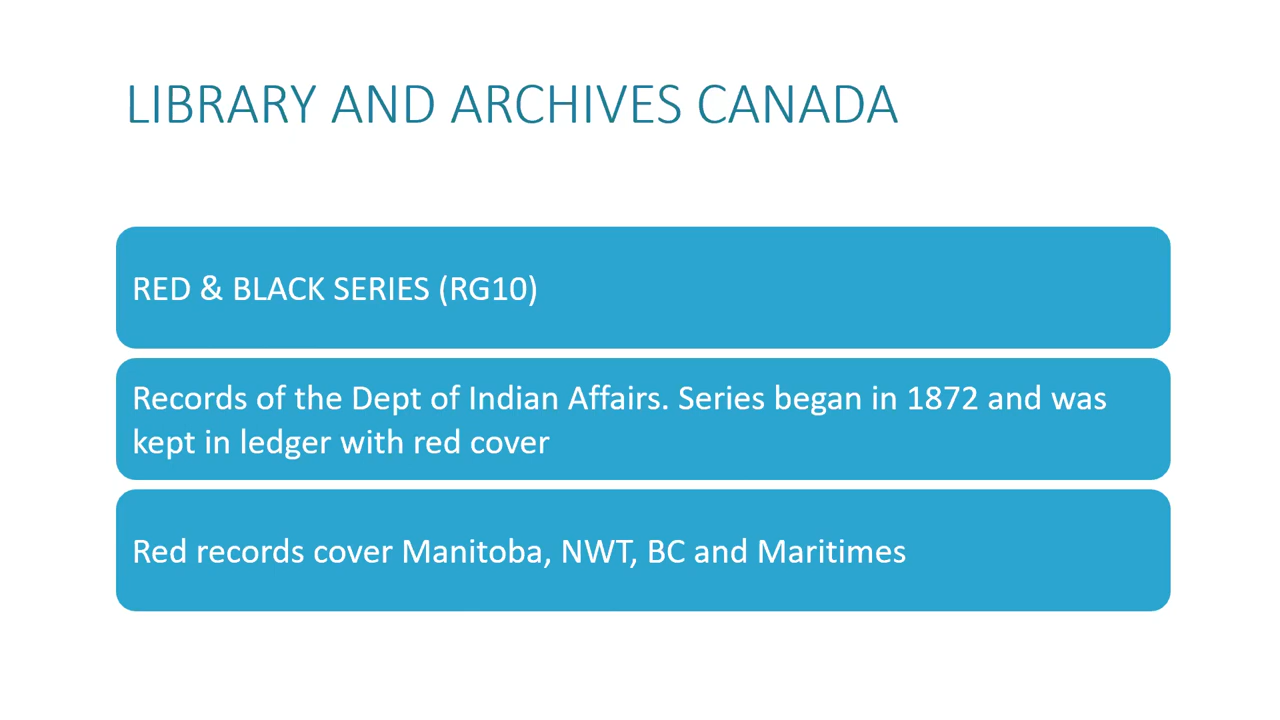 LIBRARY AND ARCHIVES CANADA
RED & BLACK SERIES (RG10)
Records of the Dept of Indian Affairs. Series began in 1872 and was
kept in ledger with red cover
Red records cover Manitoba, NWT, BC and Maritimes